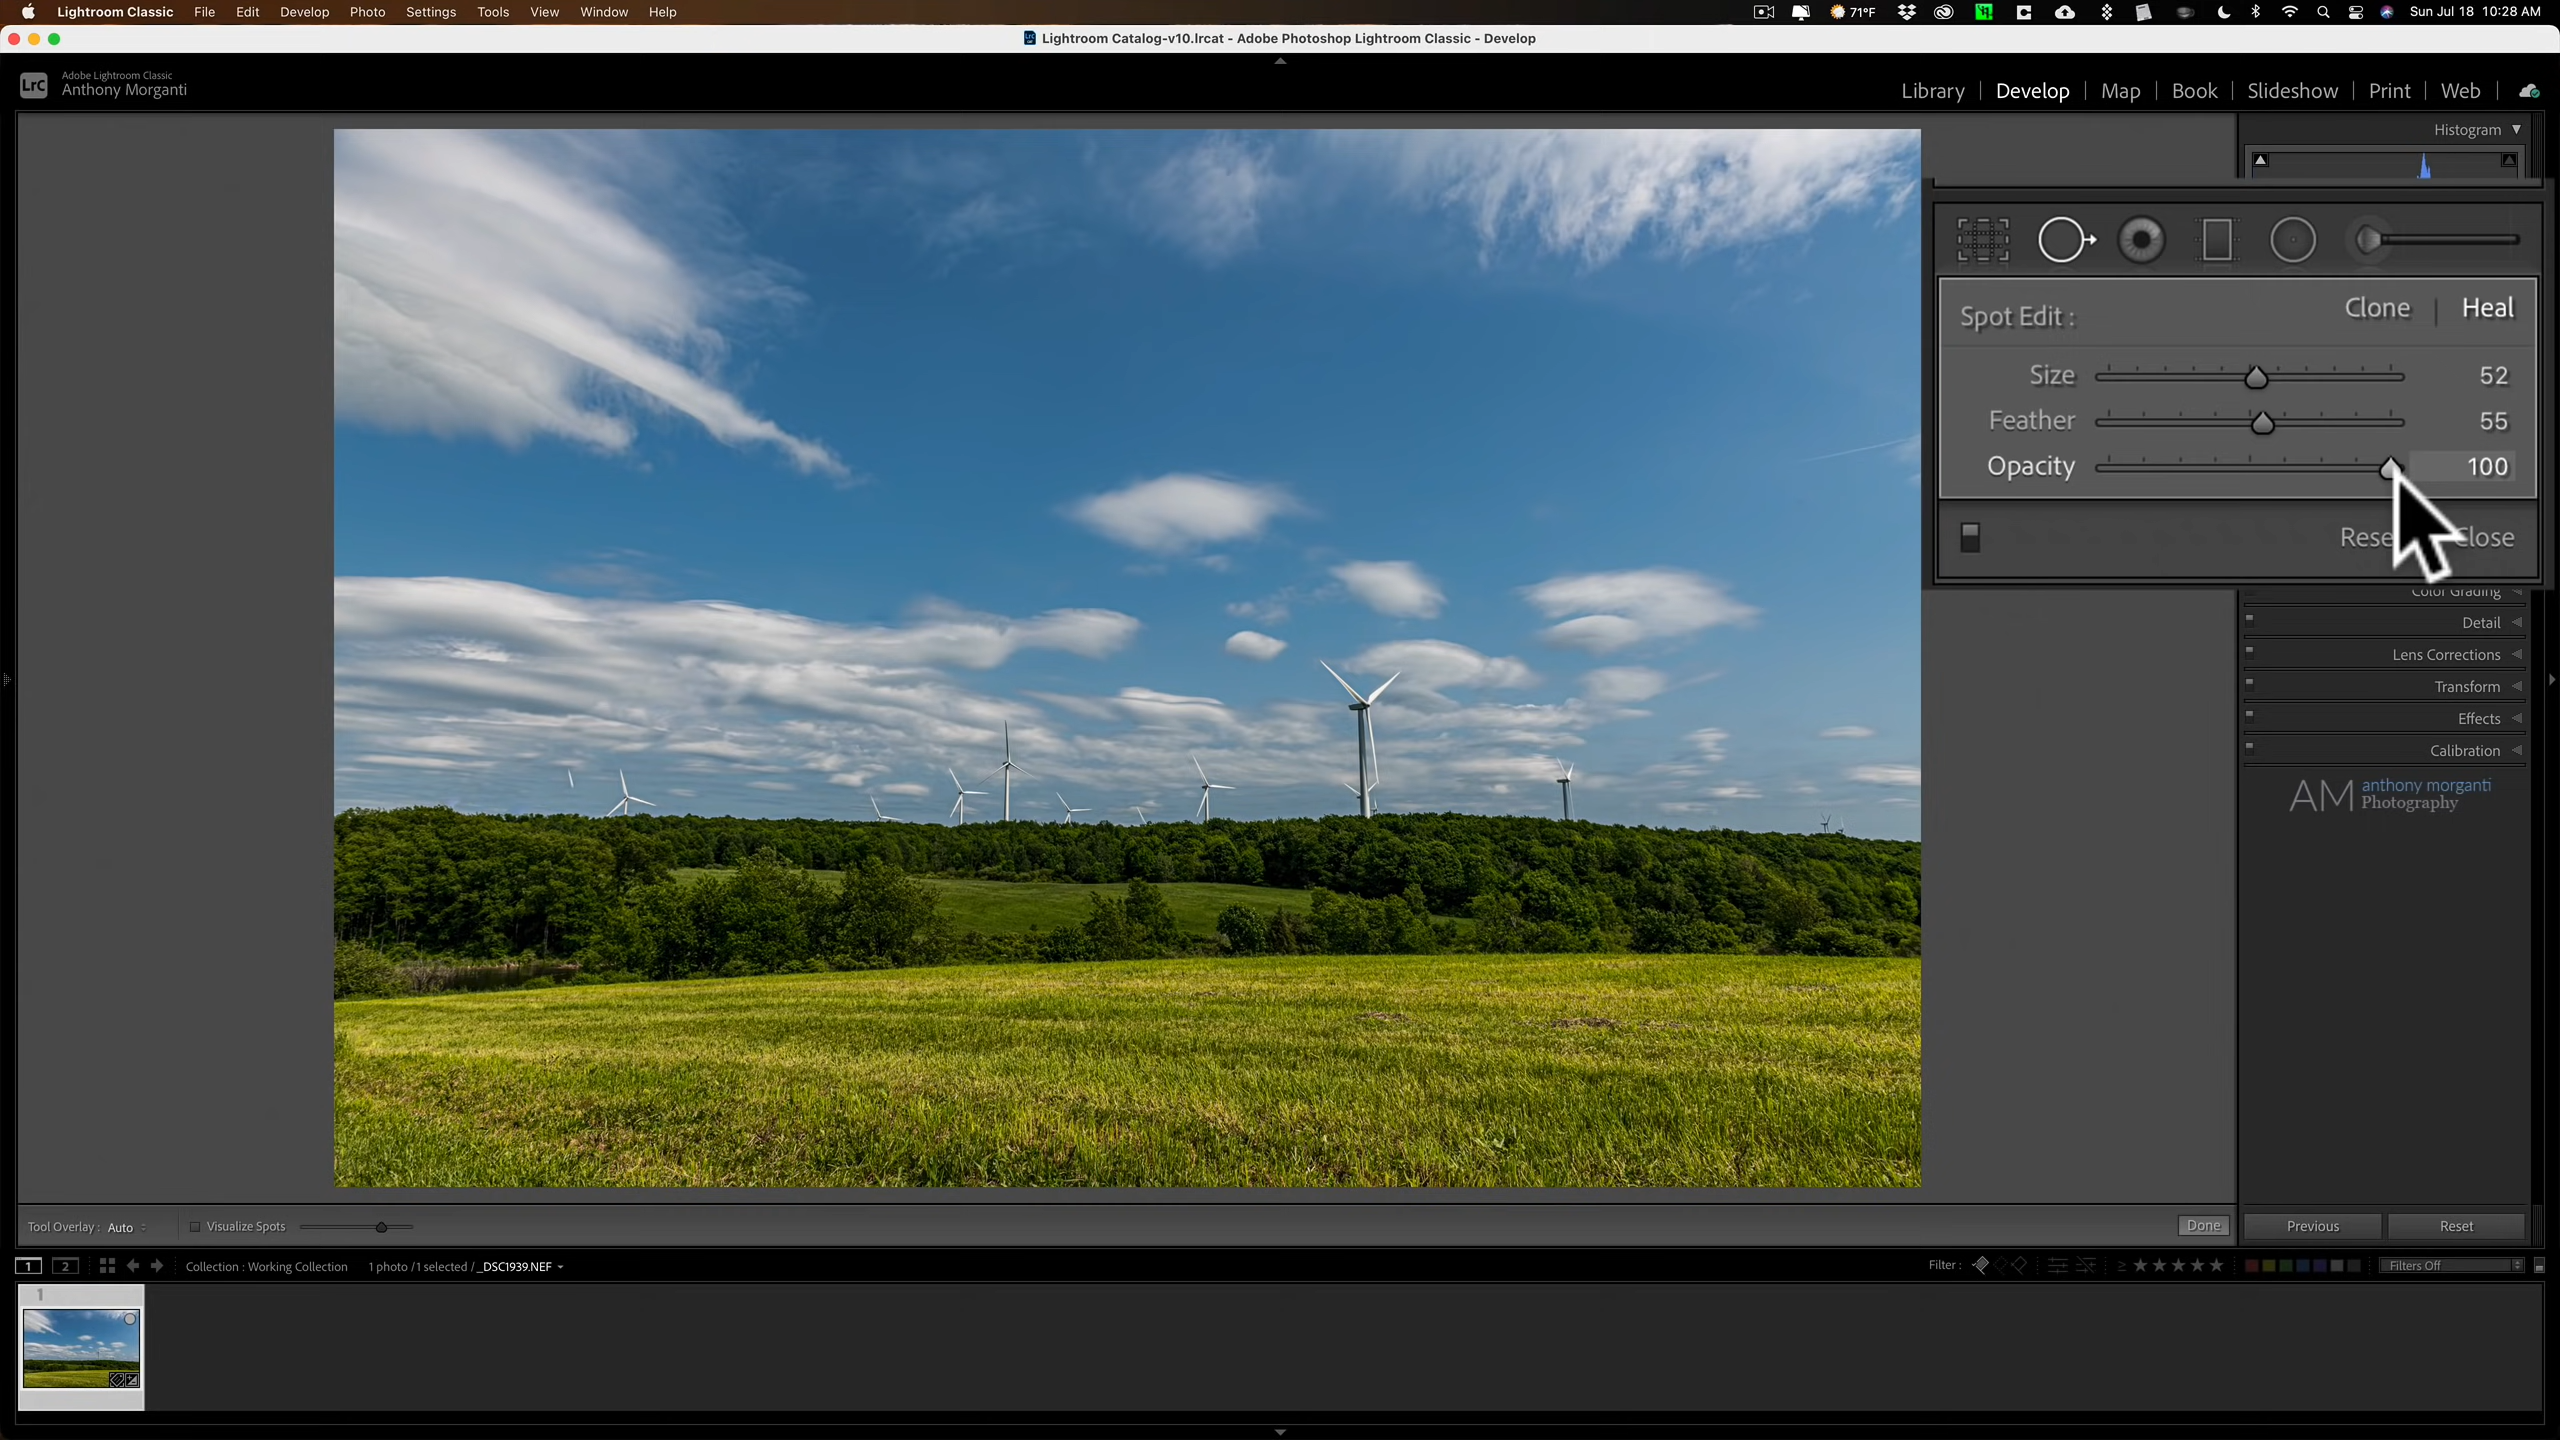 Lightroom Classic File Edit Develop Photo Settings Tools View Window Help 71°F Sun Jul 18 10:28 AM
Lightroom Catalog-v10.lrcat - Adobe Photoshop Lightroom Classic - Develop
LrC Adobe Lightroom Classic
Anthony Morganti
Library | Develop | Map | Book | Slideshow | Print | Web
Histogram
Spot Edit : Clone | Heal
Size 52
Feather 55
Opacity 100
Rese Close
Color Grading
Detail
Lens Corrections
Transform
Effects
Calibration
AM anthony morganti
Photography
Tool Overlay : Auto Visualize Spots Done Previous Reset
1 2 Collection : Working Collection 1 photo / 1 selected / _DSC1939.NEF Filter : ≥ ★★★★★ Filters Off
1